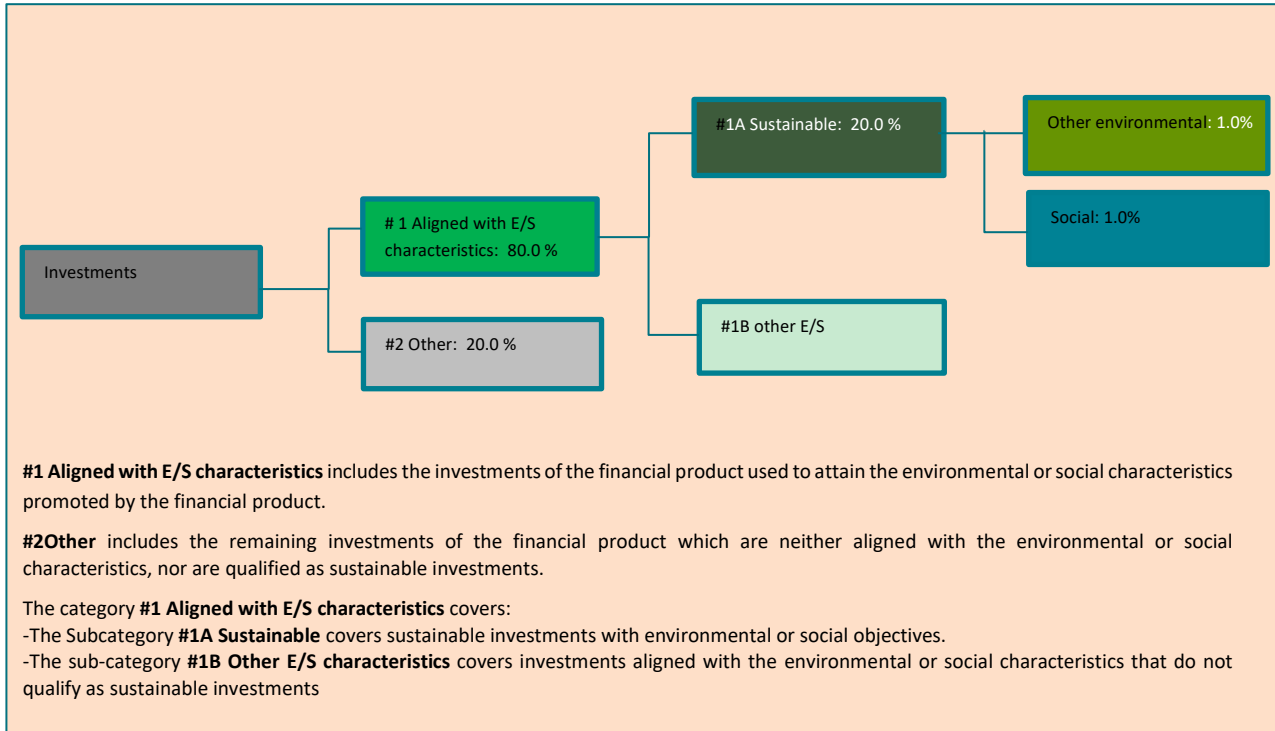 #1A Sustainable:  20.0 %
Other environmental: 1.0%
# 1 Aligned with E/S
characteristics:  80.0 %
Social: 1.0%
Investments
#2 Other:  20.0 %
#1B other E/S
#1 Aligned with E/S characteristics includes the investments of the financial product used to attain the environmental or social characteristics
promoted by the financial product.
#2Other includes the remaining investments of the financial product which are neither aligned with the environmental or social
characteristics, nor are qualified as sustainable investments.
The category #1 Aligned with E/S characteristics covers:
-The Subcategory #1A Sustainable covers sustainable investments with environmental or social objectives.
-The sub-category #1B Other E/S characteristics covers investments aligned with the environmental or social characteristics that do not
qualify as sustainable investments